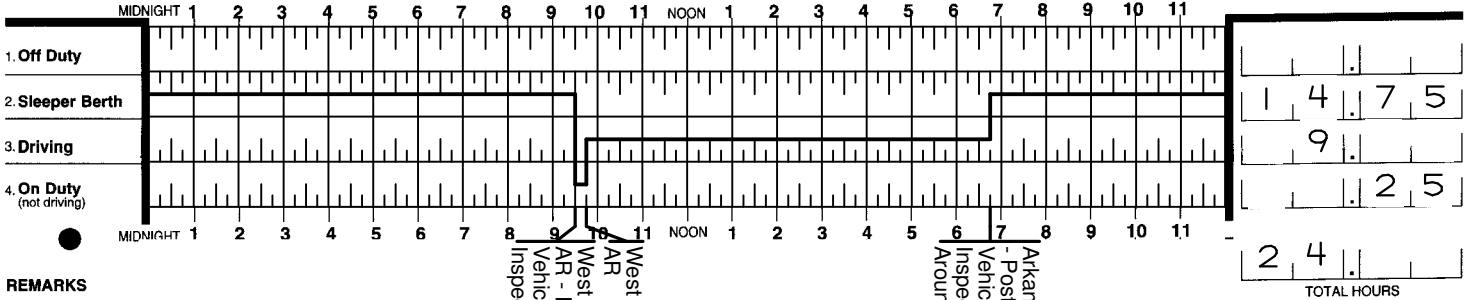 MIDNIGHT 1 2 3 4 5 6 7 8 9 10 11 NOON 1 2 3 4 5 6 7 8 9 10 11
1. Off Duty
2. Sleeper Berth 14.75
3. Driving 9.
4. On Duty .25
(not driving)
MIDNIGHT 1 2 3 4 5 6 7 8 9 10 11 NOON 1 2 3 4 5 6 7 8 9 10 11
24.
REMARKS
TOTAL HOURS
West
AR -
Vehic
Inspe
West
AR
Arkan
- Post
Vehic
Inspe
Aroun